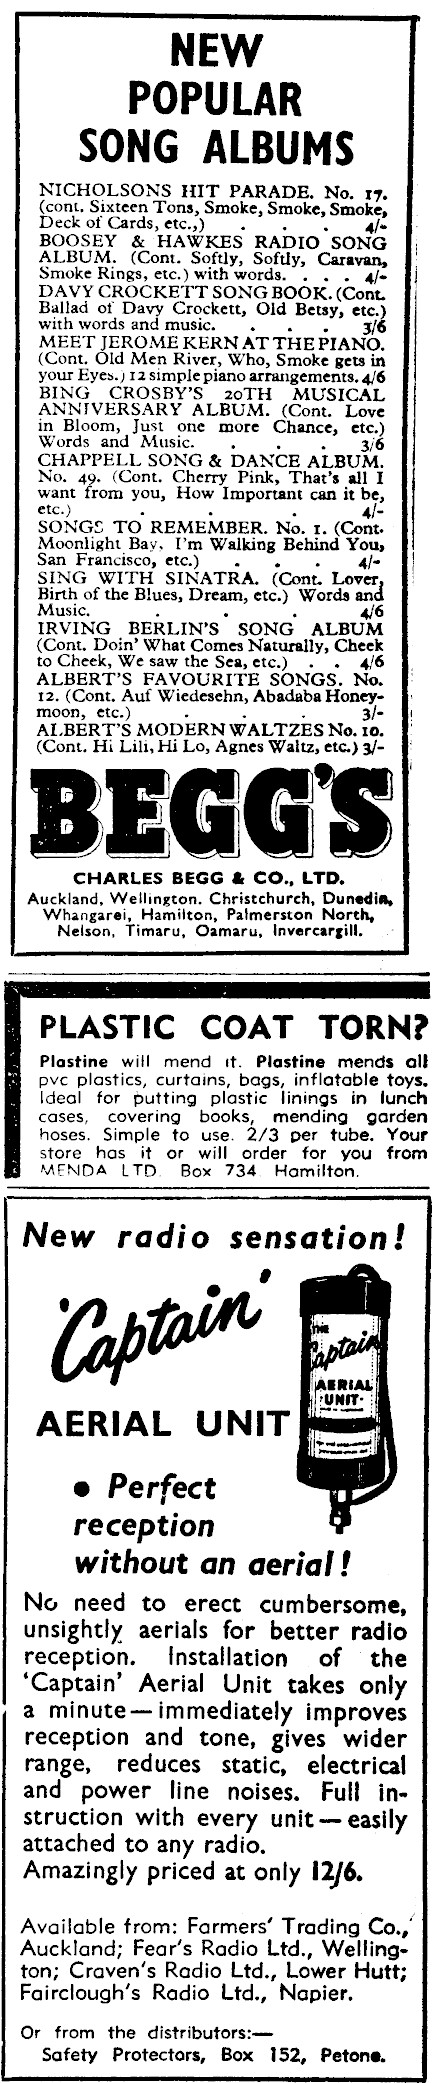 NEW
POPULAR
SONG ALBUMS
NICHOLSONS HIT PARADE. No. 17.
(cont. Sixteen Tons, Smoke, Smoke, Smoke,
Deck of Cards, etc.,) . . . 4/-
BOOSEY & HAWKES RADIO SONG
ALBUM. (Cont. Softly, Softly, Caravan,
Smoke Rings, etc.) with words. . . . 4/-
DAVY CROCKETT SONG BOOK. (Cont.
Ballad of Davy Crockett, Old Betsy, etc.)
with words and music. . . . . 3/6
MEET JEROME KERN AT THE PIANO.
(Cont. Old Men River, Who, Smoke gets in
your Eyes.) 12 simple piano arrangements. 4/6
BING CROSBY'S 20TH MUSICAL
ANNIVERSARY ALBUM. (Cont. Love
in Bloom, Just one more Chance, etc.)
Words and Music. . . . . 3/6
CHAPPELL SONG & DANCE ALBUM.
No. 49. (Cont. Cherry Pink, That's all I
want from you, How Important can it be,
etc.) . . . . 4/-
SONGS TO REMEMBER. No. 1. (Cont.
Moonlight Bay, I'm Walking Behind You,
San Francisco, etc.) . . . 4/-
SING WITH SINATRA. (Cont. Lover,
Birth of the Blues, Dream, etc.) Words and
Music. . . . . 4/6
IRVING BERLIN'S SONG ALBUM
(Cont. Doin' What Comes Naturally, Cheek
to Cheek, We saw the Sea, etc.) . . 4/6
ALBERT'S FAVOURITE SONGS. No.
12. (Cont. Auf Wiedesehn, Abadaba Honey-
moon, etc.) . . . . 3/-
ALBERT'S MODERN WALTZES No. 10.
(Cont. Hi Lili, Hi Lo, Agnes Waltz, etc.) 3/-
BEGG'S
CHARLES BEGG & CO., LTD.
Auckland, Wellington. Christchurch, Dunedin,
Whangarei, Hamilton, Palmerston North,
Nelson, Timaru, Oamaru, Invercargill.
PLASTIC COAT TORN?
Plastine will mend it. Plastine mends all
pvc plastics, curtains, bags, inflatable toys.
Ideal for putting plastic linings in lunch
cases, covering books, mending garden
hoses. Simple to use. 2/3 per tube. Your
store has it or will order for you from
MENDA LTD. Box 734 Hamilton.
New radio sensation!
'Captain'
AERIAL UNIT
THE
Captain
AERIAL
·UNIT·
• Perfect
reception
without an aerial!
No need to erect cumbersome,
unsightly aerials for better radio
reception. Installation of the
'Captain' Aerial Unit takes only
a minute—immediately improves
reception and tone, gives wider
range, reduces static, electrical
and power line noises. Full in-
struction with every unit—easily
attached to any radio.
Amazingly priced at only 12/6.
Available from: Farmers' Trading Co.,
Auckland; Fear's Radio Ltd., Welling-
ton; Craven's Radio Ltd., Lower Hutt;
Fairclough's Radio Ltd., Napier.
Or from the distributors:—
Safety Protectors, Box 152, Petone.